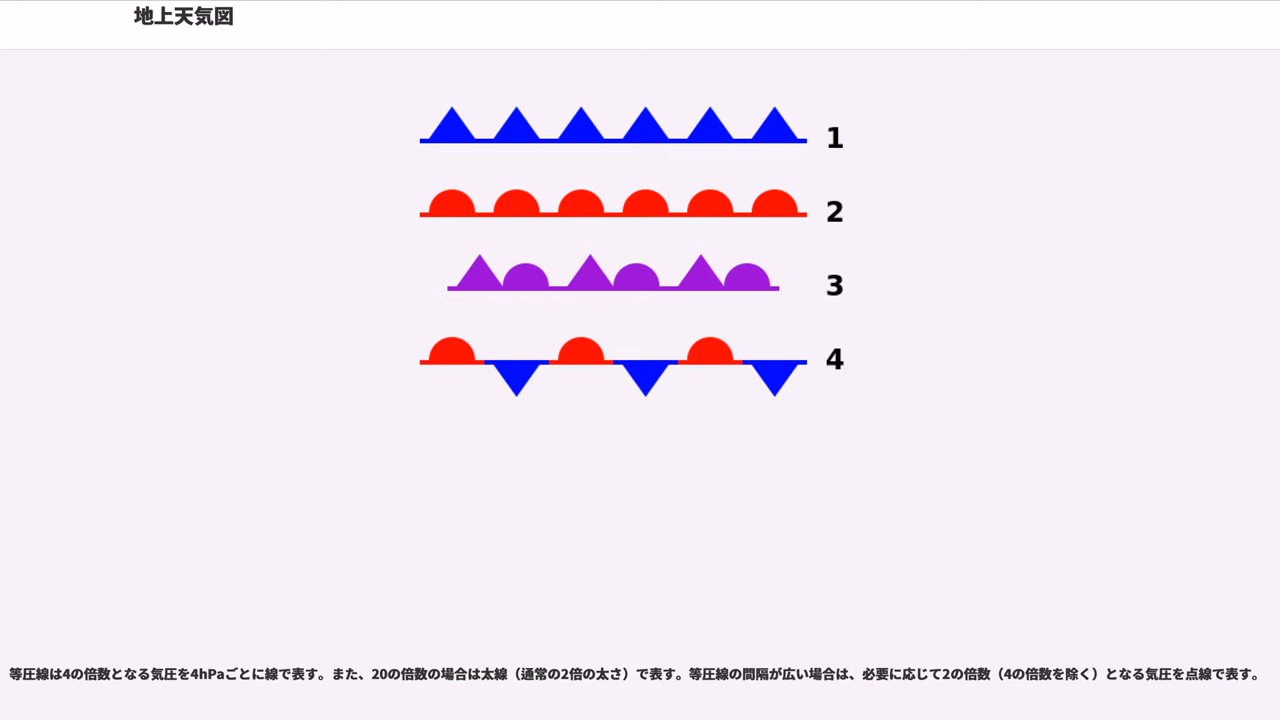 地上天気図
1
2
3
4
等圧線は4の倍数となる気圧を4hPaごとに線で表す。また、20の倍数の場合は太線（通常の2倍の太さ）で表す。等圧線の間隔が広い場合は、必要に応じて2の倍数（4の倍数を除く）となる気圧を点線で表す。